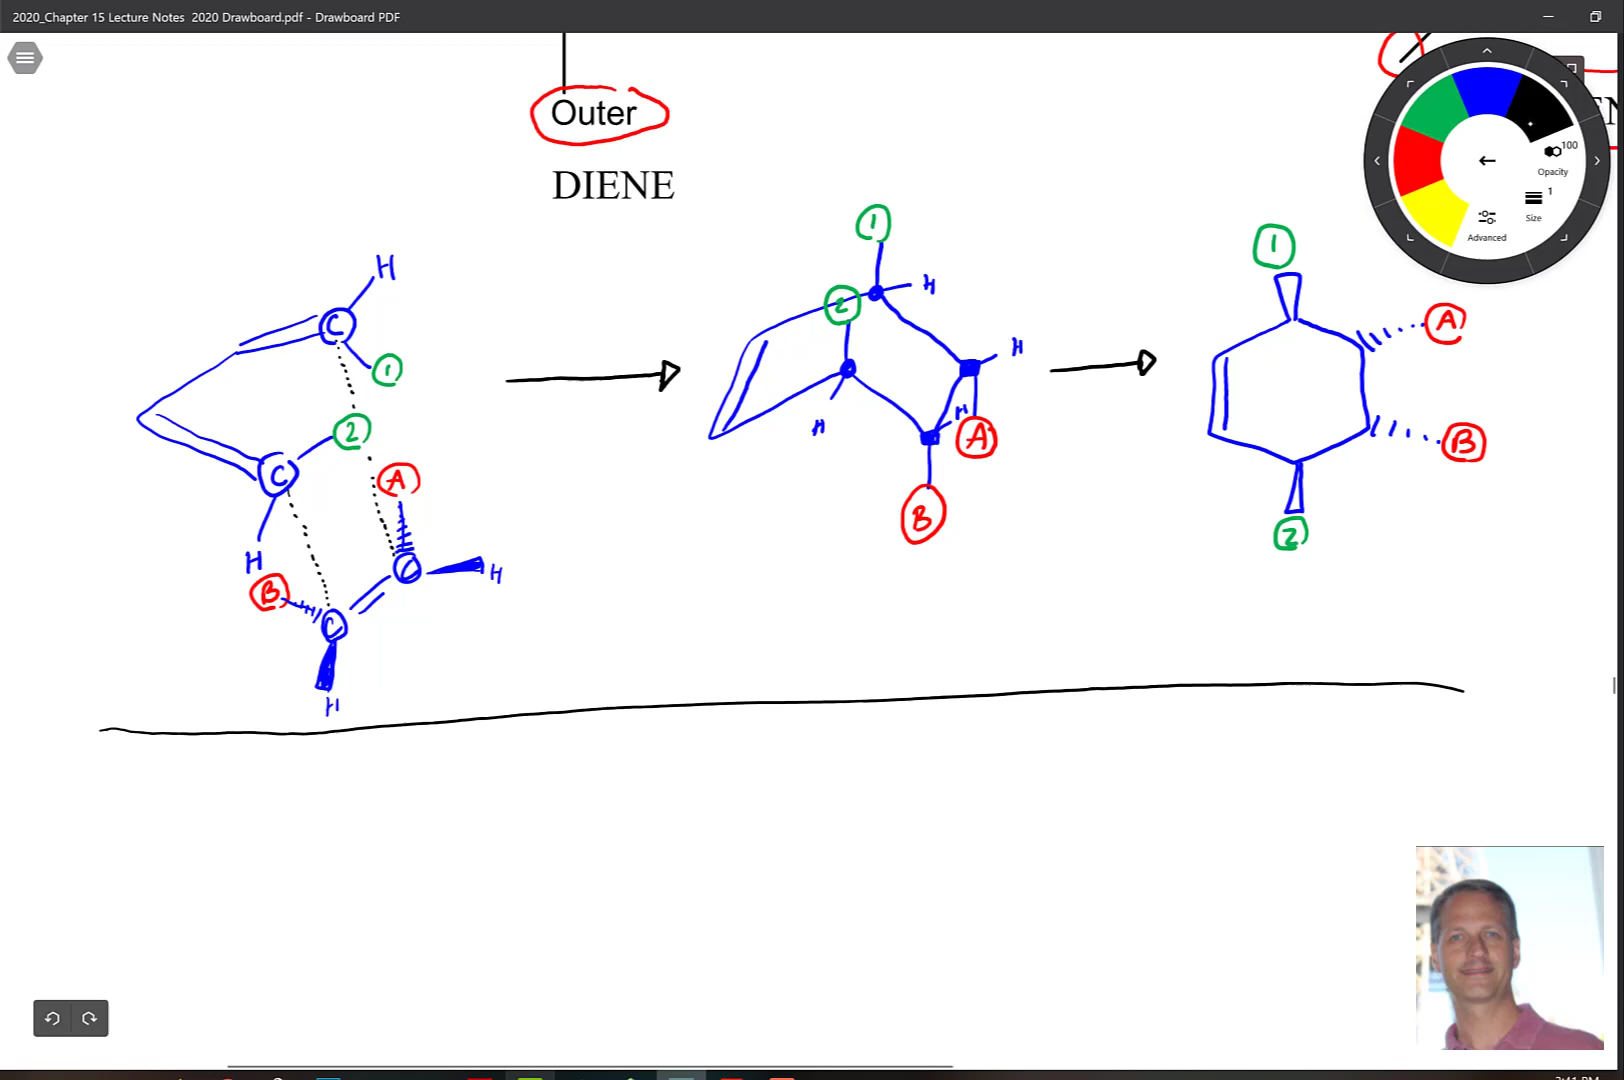 2020_Chapter 15 Lecture Notes 2020 Drawboard.pdf - Drawboard PDF
Outer
DIENE
100
Opacity
1
Size
Advanced
H
C
1
2
C
H
A
B
C
C
H
H
1
2
H
H
H
H
A
B
1
A
B
2